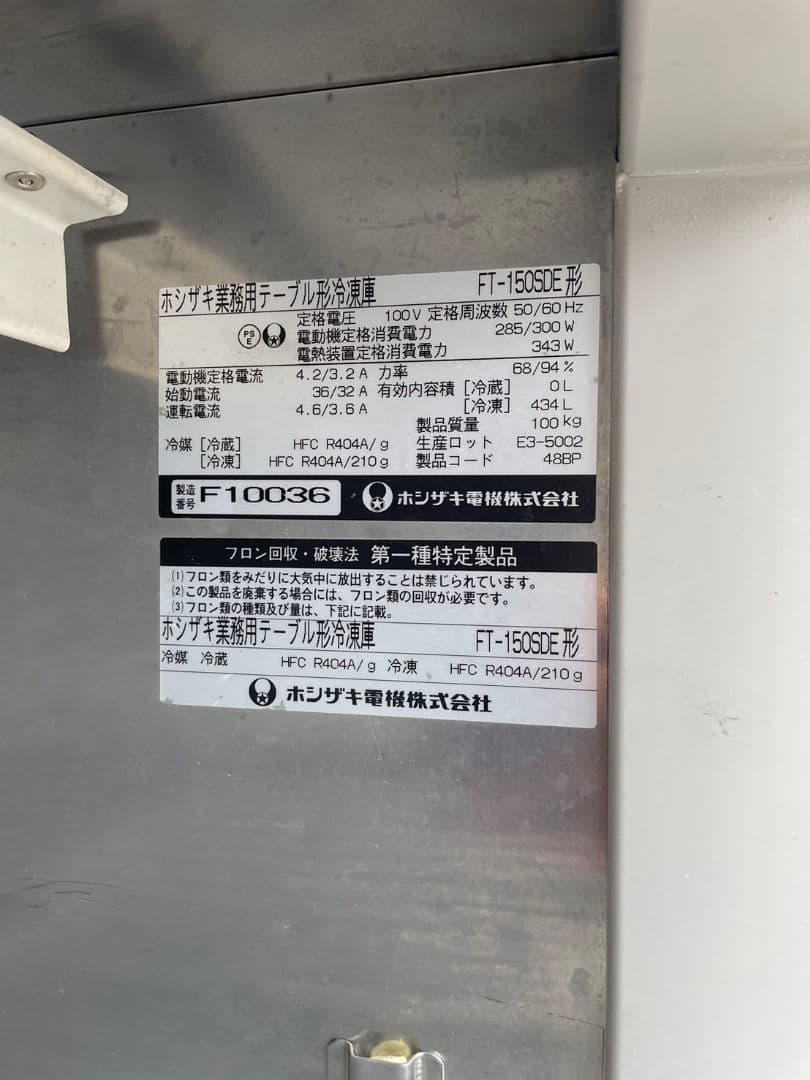 ホシザキ業務用テーブル形冷凍庫 FT-150SDE形
定格電圧 100V 定格周波数 50/60Hz
PS E 電動機定格消費電力 285/300W
電熱装置定格消費電力 343W
電動機定格電流 4.2/3.2A 力率 68/94%
始動電流 36/32A 有効内容積 [冷蔵] 0L
運転電流 4.6/3.6A [冷凍] 434L
製品質量 100kg
冷媒 [冷蔵] HFC R404A/g 生産ロット E3-5002
[冷凍] HFC R404A/210g 製品コード 48BP
製造番号 F10036 ホシザキ電機株式会社
フロン回収・破壊法 第一種特定製品
(1)フロン類をみだりに大気中に放出することは禁じられています。
(2)この製品を廃棄する場合には、フロン類の回収が必要です。
(3)フロン類の種類及び量は、下記に記載。
ホシザキ業務用テーブル形冷凍庫 FT-150SDE形
冷媒 冷蔵 HFC R404A/g 冷凍 HFC R404A/210g
ホシザキ電機株式会社